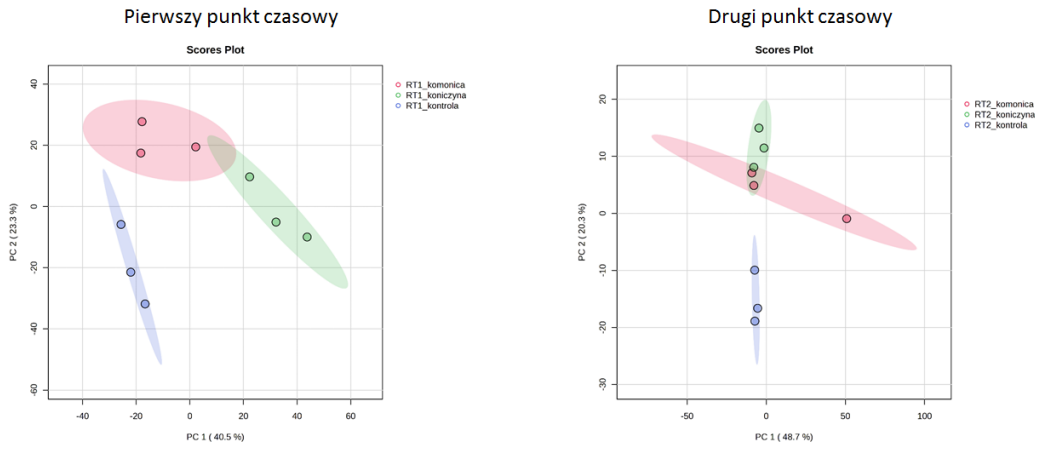 Pierwszy punkt czasowy
Scores Plot
RT1_komonica
RT1_koniczyna
RT1_kontrola
40
20
0
-20
-40
-60
PC 2 ( 23.3 %)
-40
-20
0
20
40
60
PC 1 ( 40.5 %)
Drugi punkt czasowy
Scores Plot
RT2_komonica
RT2_koniczyna
RT2_kontrola
20
10
0
-10
-20
-30
PC 2 ( 20.3 %)
-50
0
50
100
PC 1 ( 48.7 %)